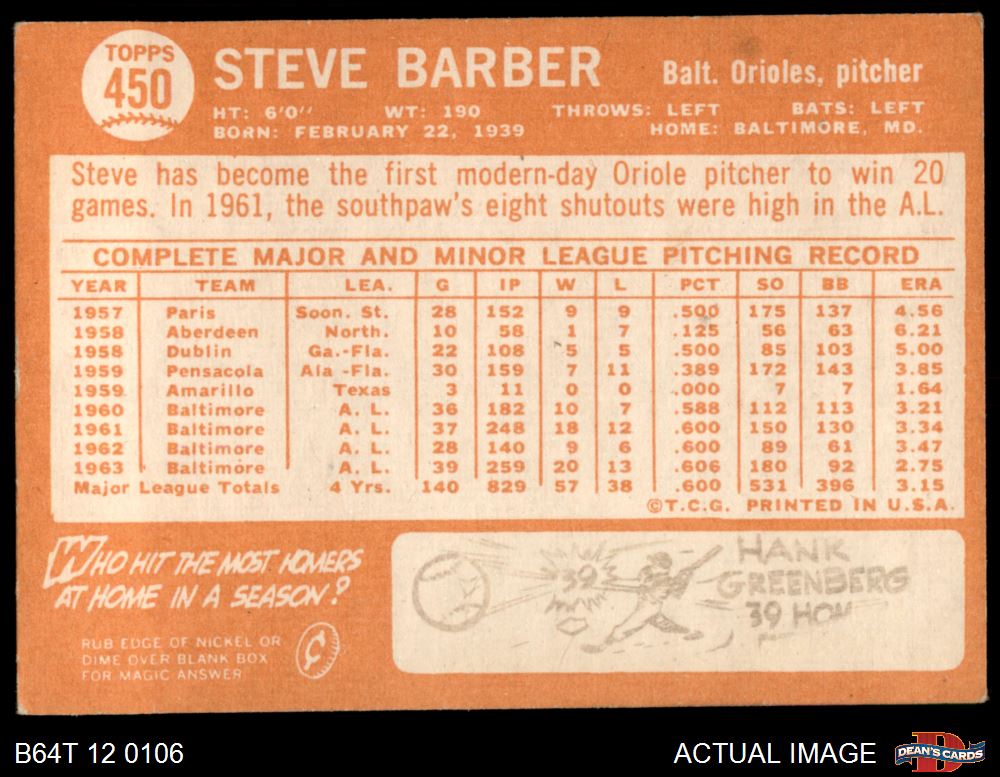 TOPPS
450
STEVE BARBER
Balt. Orioles, pitcher
HT: 6'0" WT: 190 THROWS: LEFT BATS: LEFT
BORN: FEBRUARY 22, 1939 HOME: BALTIMORE, MD.
Steve has become the first modern-day Oriole pitcher to win 20
games. In 1961, the southpaw's eight shutouts were high in the A.L.
COMPLETE MAJOR AND MINOR LEAGUE PITCHING RECORD
YEAR TEAM LEA. G IP W L PCT SO BB ERA
1957 Paris Soon. St. 28 152 9 9 .500 175 137 4.56
1958 Aberdeen North. 10 58 1 7 .125 56 63 6.21
1958 Dublin Ga.-Fla. 22 108 5 5 .500 85 103 5.00
1959 Pensacola Ala -Fla. 30 159 7 11 .389 172 143 3.85
1959 Amarillo Texas 3 11 0 0 .000 7 7 1.64
1960 Baltimore A. L. 36 182 10 7 .588 112 113 3.21
1961 Baltimore A. L. 37 248 18 12 .600 150 130 3.34
1962 Baltimore A. L. 28 140 9 6 .600 89 61 3.47
1963 Baltimore A. L. 39 259 20 13 .606 180 92 2.75
Major League Totals 4 Yrs. 140 829 57 38 .600 531 396 3.15
©T.C.G. PRINTED IN U.S.A.
WHO HIT THE MOST HOMERS
AT HOME IN A SEASON?
RUB EDGE OF NICKEL OR
DIME OVER BLANK BOX
FOR MAGIC ANSWER
39
HANK
GREENBERG
39 HOM
B64T 12 0106
ACTUAL IMAGE
DEAN'S CARDS